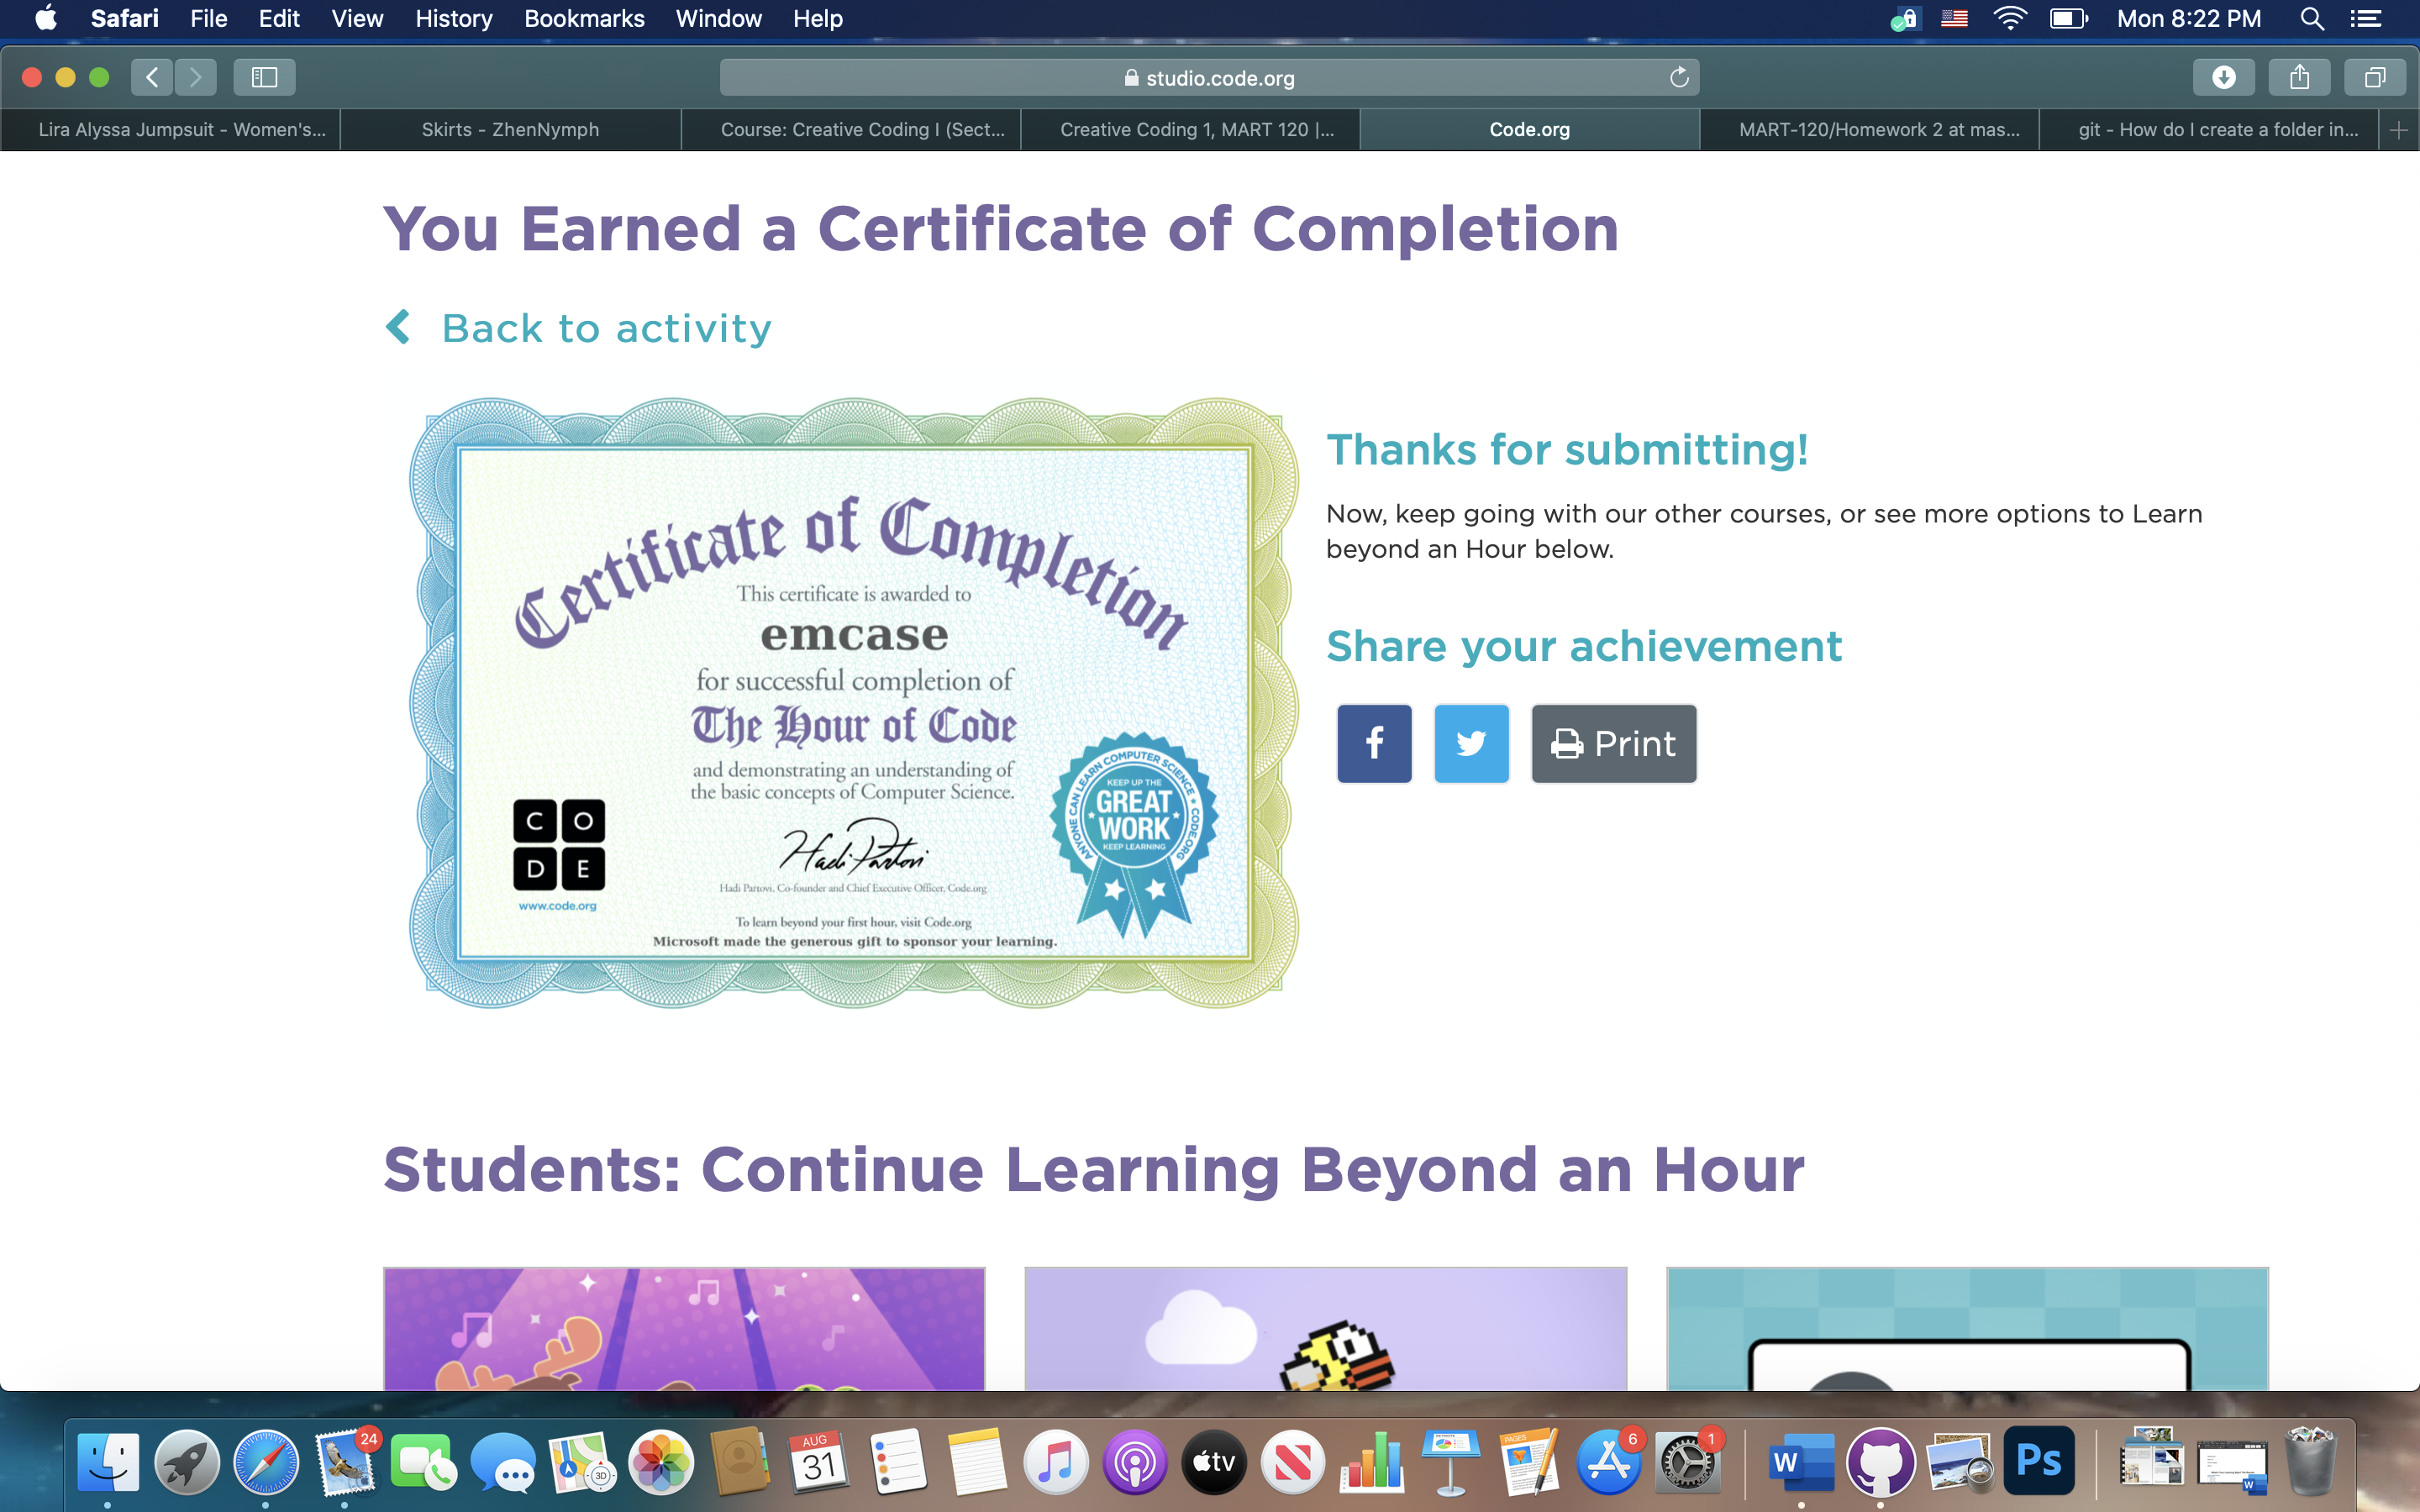 Safari File Edit View History Bookmarks Window Help Mon 8:22 PM
studio.code.org
Lira Alyssa Jumpsuit - Women's... Skirts - ZhenNymph Course: Creative Coding I (Sect... Creative Coding 1, MART 120 |... Code.org MART-120/Homework 2 at mas... git - How do I create a folder in...
You Earned a Certificate of Completion
Back to activity
Certificate of Completion
This certificate is awarded to
emcase
for successful completion of
The Hour of Code
and demonstrating an understanding of
the basic concepts of Computer Science.
C O
D E
www.code.org
Hadi Partovi
Hadi Partovi, Co-founder and Chief Executive Officer, Code.org
To learn beyond your first hour, visit Code.org
Microsoft made the generous gift to sponsor your learning.
ANYONE CAN LEARN COMPUTER SCIENCE • CODE.ORG
KEEP UP THE
GREAT
WORK
KEEP LEARNING
Thanks for submitting!
Now, keep going with our other courses, or see more options to Learn
beyond an Hour below.
Share your achievement
f
Print
Students: Continue Learning Beyond an Hour
24
3D
AUG
31
tv
PAGES
6
1
W
Ps
W